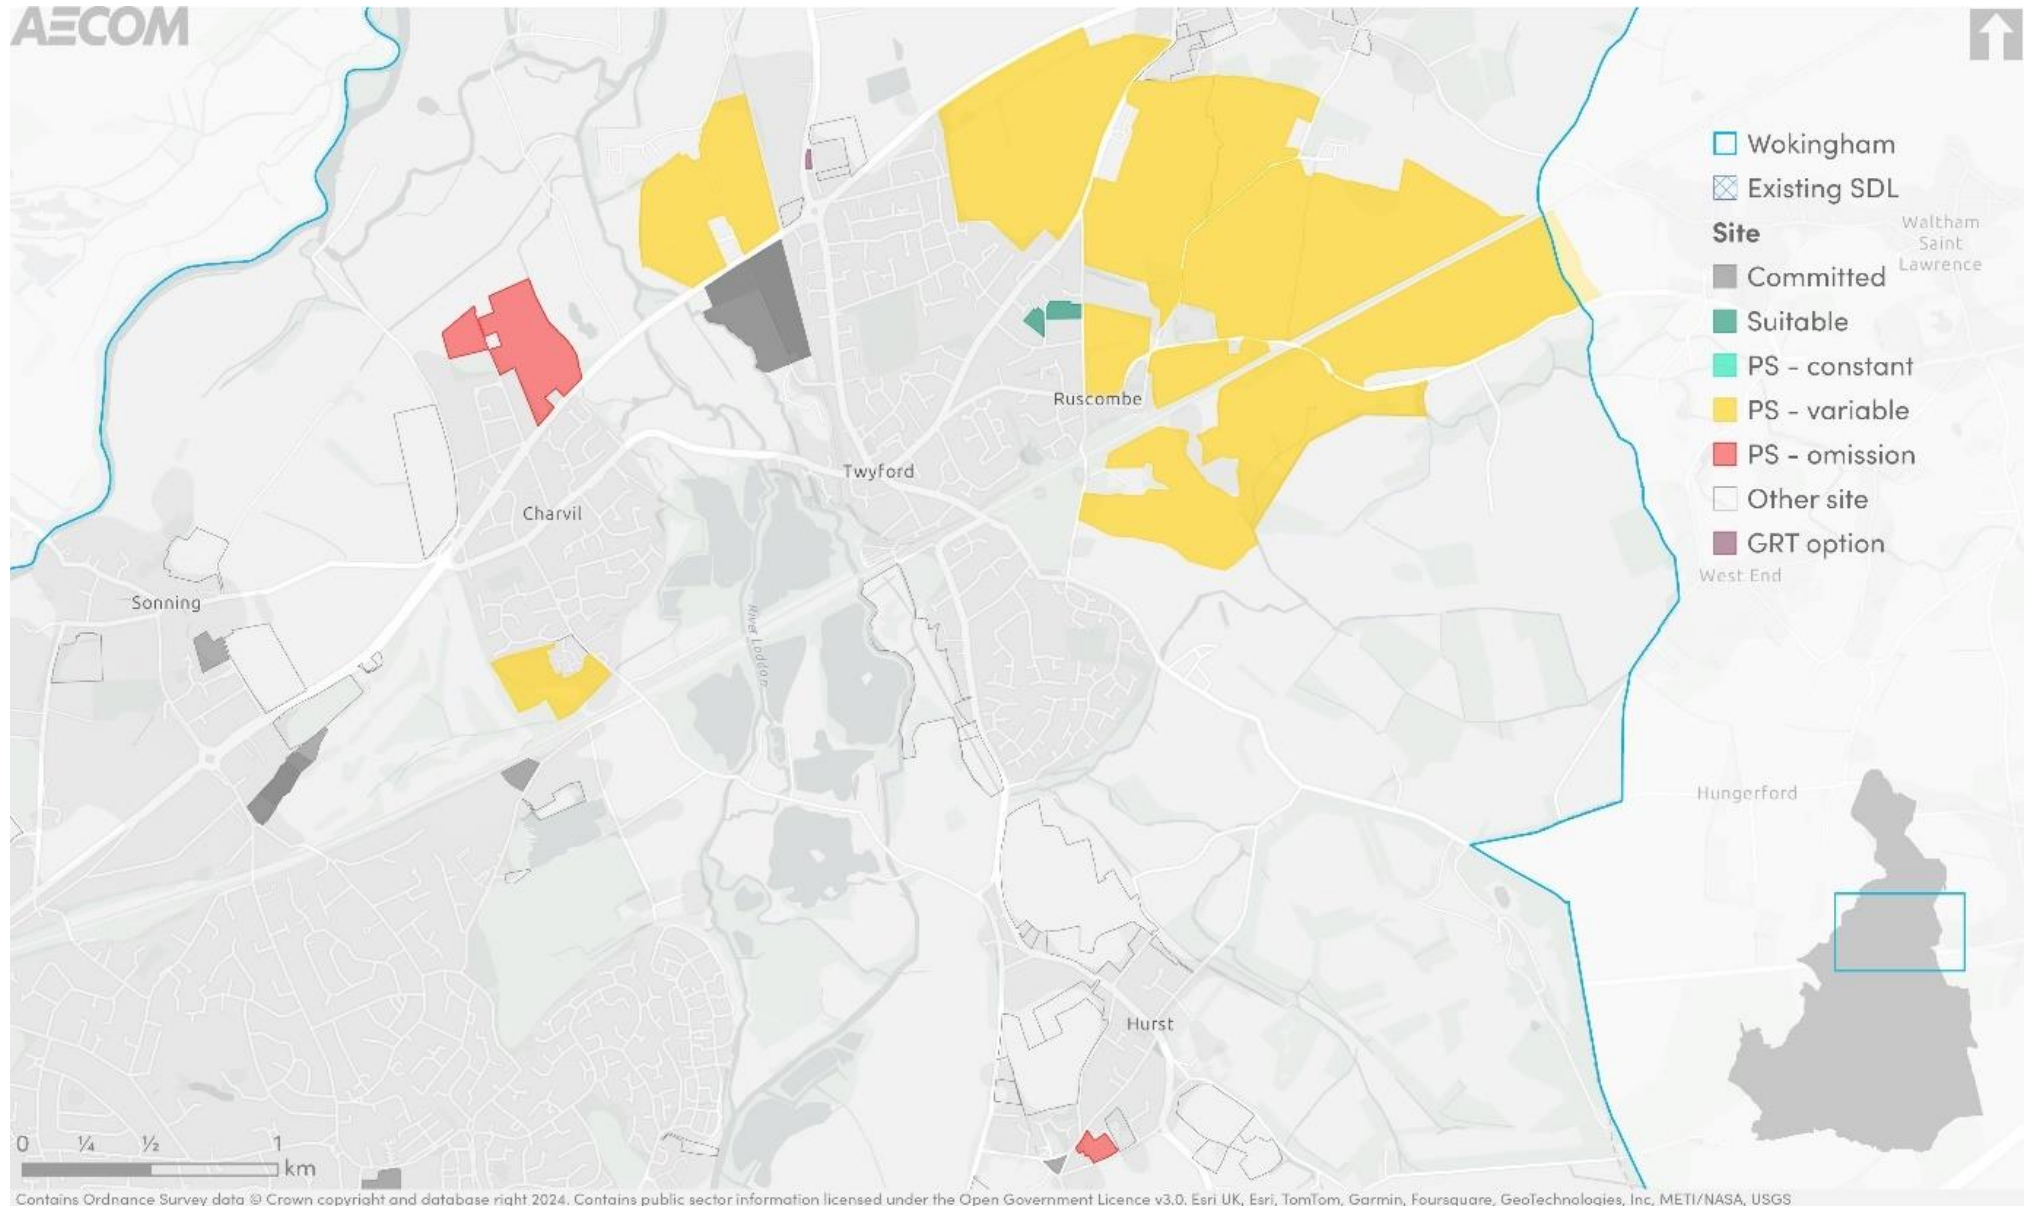 AECOM
Wokingham
Existing SDL
Site
Committed
Suitable
PS - constant
PS - variable
PS - omission
Other site
GRT option
Waltham
Saint
Lawrence
Ruscombe
Twyford
Charvil
Sonning
River Loddon
West End
Hungerford
Hurst
0 ¼ ½ 1
km
Contains Ordnance Survey data © Crown copyright and database right 2024. Contains public sector information licensed under the Open Government Licence v3.0. Esri UK, Esri, TomTom, Garmin, Foursquare, GeoTechnologies, Inc, METI/NASA, USGS